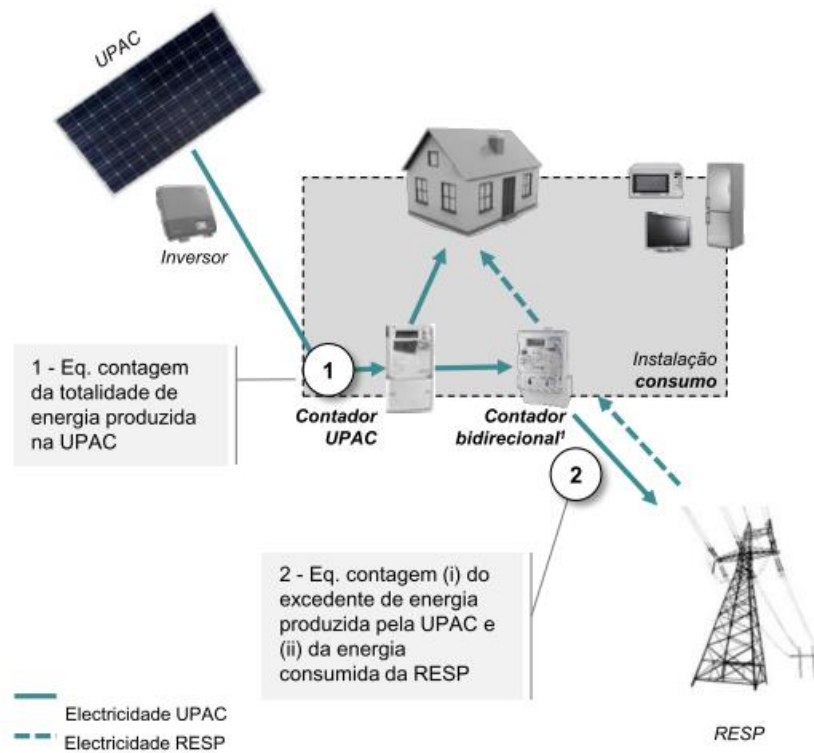 UPAC
Inversor
1 - Eq. contagem
da totalidade de
energia produzida
na UPAC
1
Contador
UPAC
Contador
bidirecional¹
Instalação
consumo
2
2 - Eq. contagem (i) do
excedente de energia
produzida pela UPAC e
(ii) da energia
consumida da RESP
Electricidade UPAC
Electricidade RESP
RESP